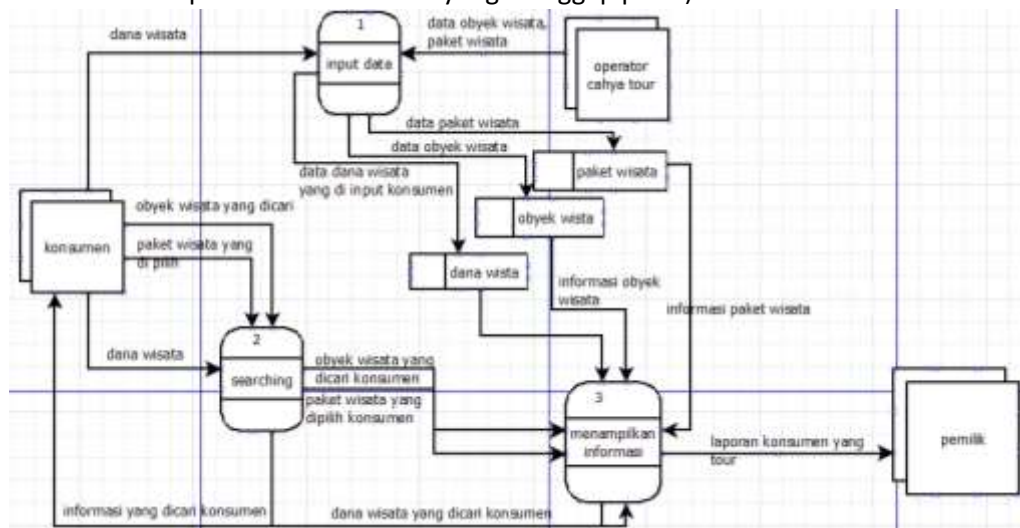 dana wisata
1
data obyek wisata,
paket wisata
input data
operator
cahya tour
data paket wisata
data obyek wisata
paket wisata
data dana wisata
yang di input konsumen
obyek wisata yang dicari
obyek wista
konsumen
paket wisata yang
di pilih
dana wista
informasi obyek
wisata
informasi paket wisata
2
dana wisata
searching
obyek wisata yang
dicari konsumen
paket wisata yang
dipilih konsumen
3
menampilkan
informasi
laporan konsumen yang
tour
pemilik
informasi yang dicari konsumen
dana wisata yang dicari konsumen